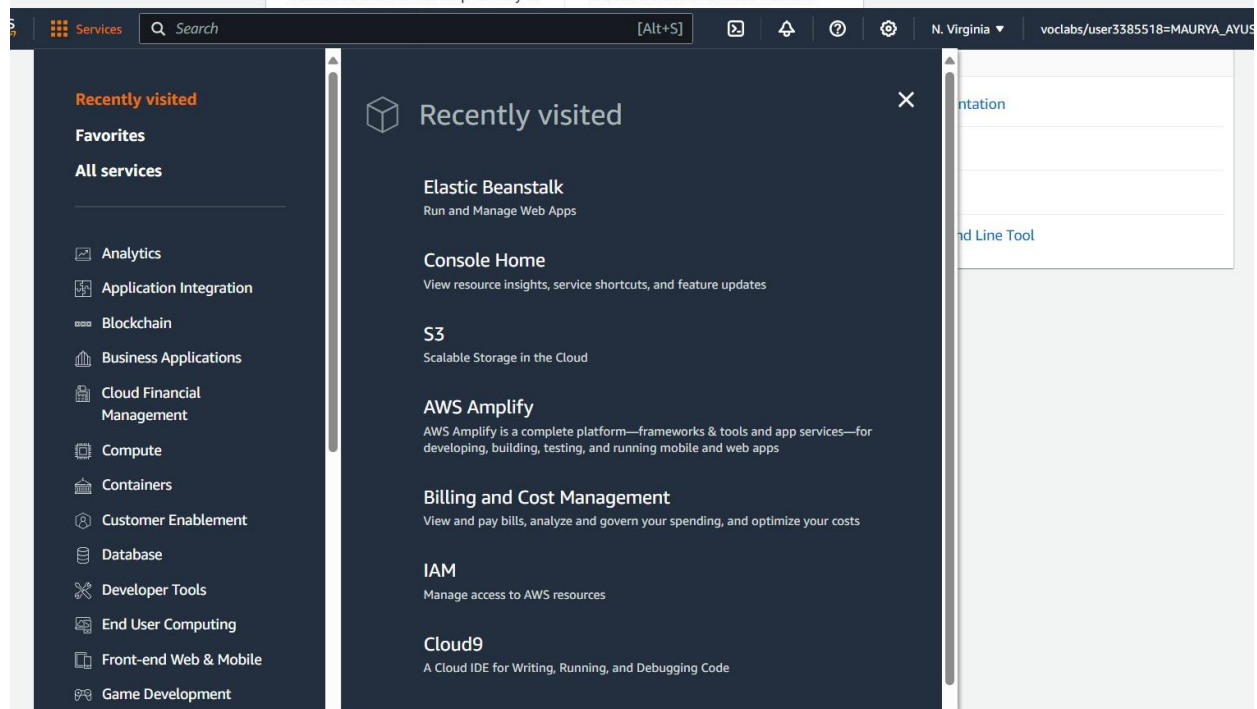 Services
Search
[Alt+S]
N. Virginia
voclabs/user3385518=MAURYA_AYUS
Recently visited
Favorites
All services
Analytics
Application Integration
Blockchain
Business Applications
Cloud Financial
Management
Compute
Containers
Customer Enablement
Database
Developer Tools
End User Computing
Front-end Web & Mobile
Game Development
Recently visited
Elastic Beanstalk
Run and Manage Web Apps
Console Home
View resource insights, service shortcuts, and feature updates
S3
Scalable Storage in the Cloud
AWS Amplify
AWS Amplify is a complete platform—frameworks & tools and app services—for
developing, building, testing, and running mobile and web apps
Billing and Cost Management
View and pay bills, analyze and govern your spending, and optimize your costs
IAM
Manage access to AWS resources
Cloud9
A Cloud IDE for Writing, Running, and Debugging Code
ntation
nd Line Tool